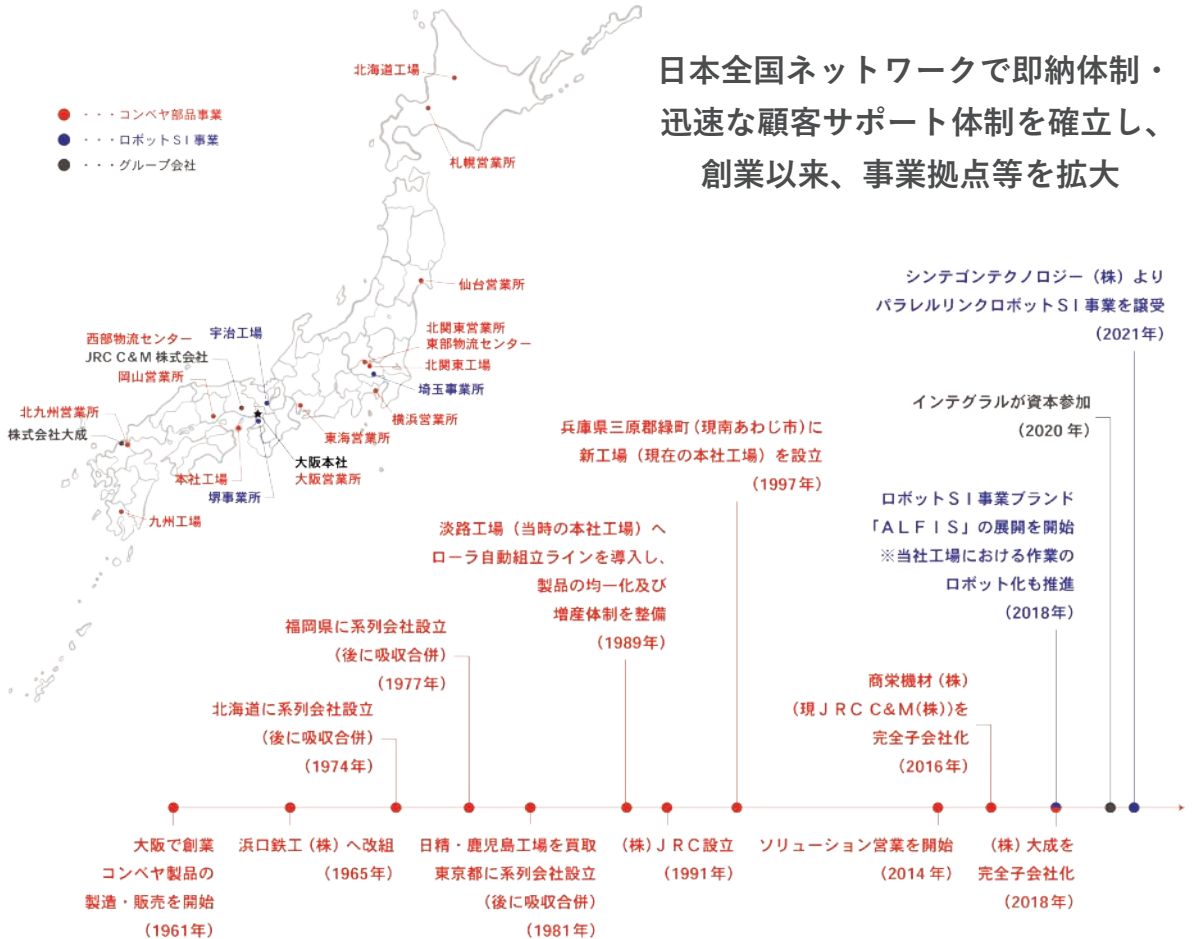 日本全国ネットワークで即納体制・
迅速な顧客サポート体制を確立し、
創業以来、事業拠点等を拡大
・・・コンベヤ部品事業
・・・ロボットSI事業
・・・グループ会社
北海道工場
札幌営業所
仙台営業所
北関東営業所
東部物流センター
北関東工場
埼玉事業所
横浜営業所
東海営業所
宇治工場
西部物流センター
JRC C&M 株式会社
岡山営業所
北九州営業所
株式会社大成
本社工場
堺事業所
大阪本社
大阪営業所
九州工場
シンテゴンテクノロジー（株）より
パラレルリンクロボットSI事業を譲受
（2021年）
インテグラルが資本参加
（2020年）
兵庫県三原郡緑町（現南あわじ市）に
新工場（現在の本社工場）を設立
（1997年）
ロボットSI事業ブランド
「ALFIS」の展開を開始
※当社工場における作業の
ロボット化も推進
（2018年）
淡路工場（当時の本社工場）へ
ローラ自動組立ラインを導入し、
製品の均一化及び
増産体制を整備
（1989年）
福岡県に系列会社設立
（後に吸収合併）
（1977年）
北海道に系列会社設立
（後に吸収合併）
（1974年）
商栄機材（株）
（現JRC C&M(株)）を
完全子会社化
（2016年）
大阪で創業
コンベヤ製品の
製造・販売を開始
（1961年）
浜口鉄工（株）へ改組
（1965年）
日精・鹿児島工場を買取
東京都に系列会社設立
（後に吸収合併）
（1981年）
（株）JRC設立
（1991年）
ソリューション営業を開始
（2014年）
（株）大成を
完全子会社化
（2018年）